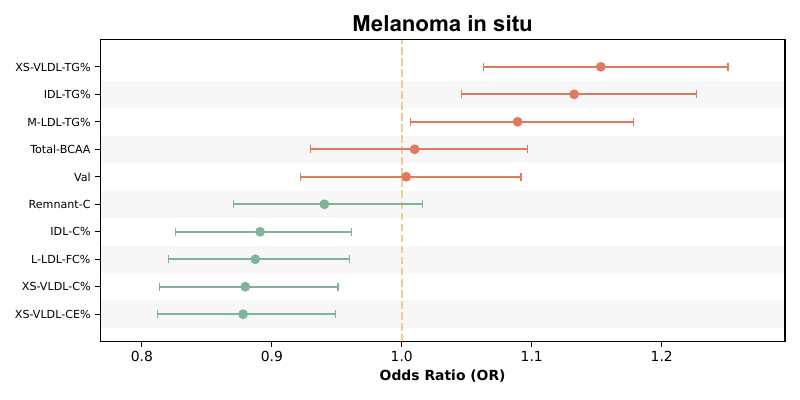 Melanoma in situ
XS-VLDL-TG%
IDL-TG%
M-LDL-TG%
Total-BCAA
Val
Remnant-C
IDL-C%
L-LDL-FC%
XS-VLDL-C%
XS-VLDL-CE%
0.8 0.9 1.0 1.1 1.2
Odds Ratio (OR)